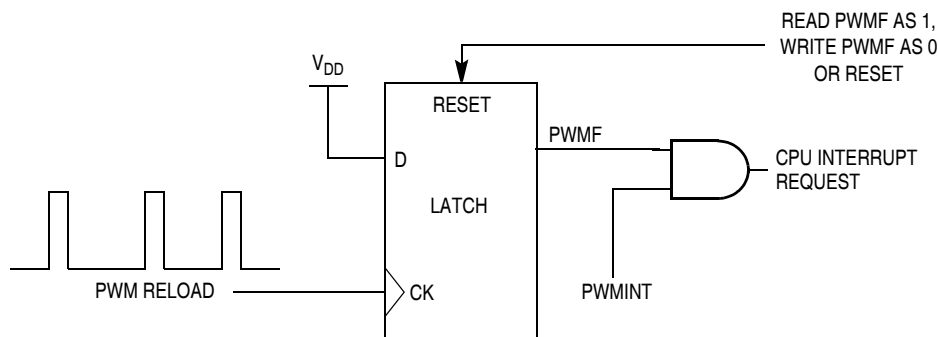 READ PWMF AS 1,
WRITE PWMF AS 0
OR RESET
VDD
RESET
PWMF
D
CPU INTERRUPT
REQUEST
LATCH
PWM RELOAD
CK
PWMINT